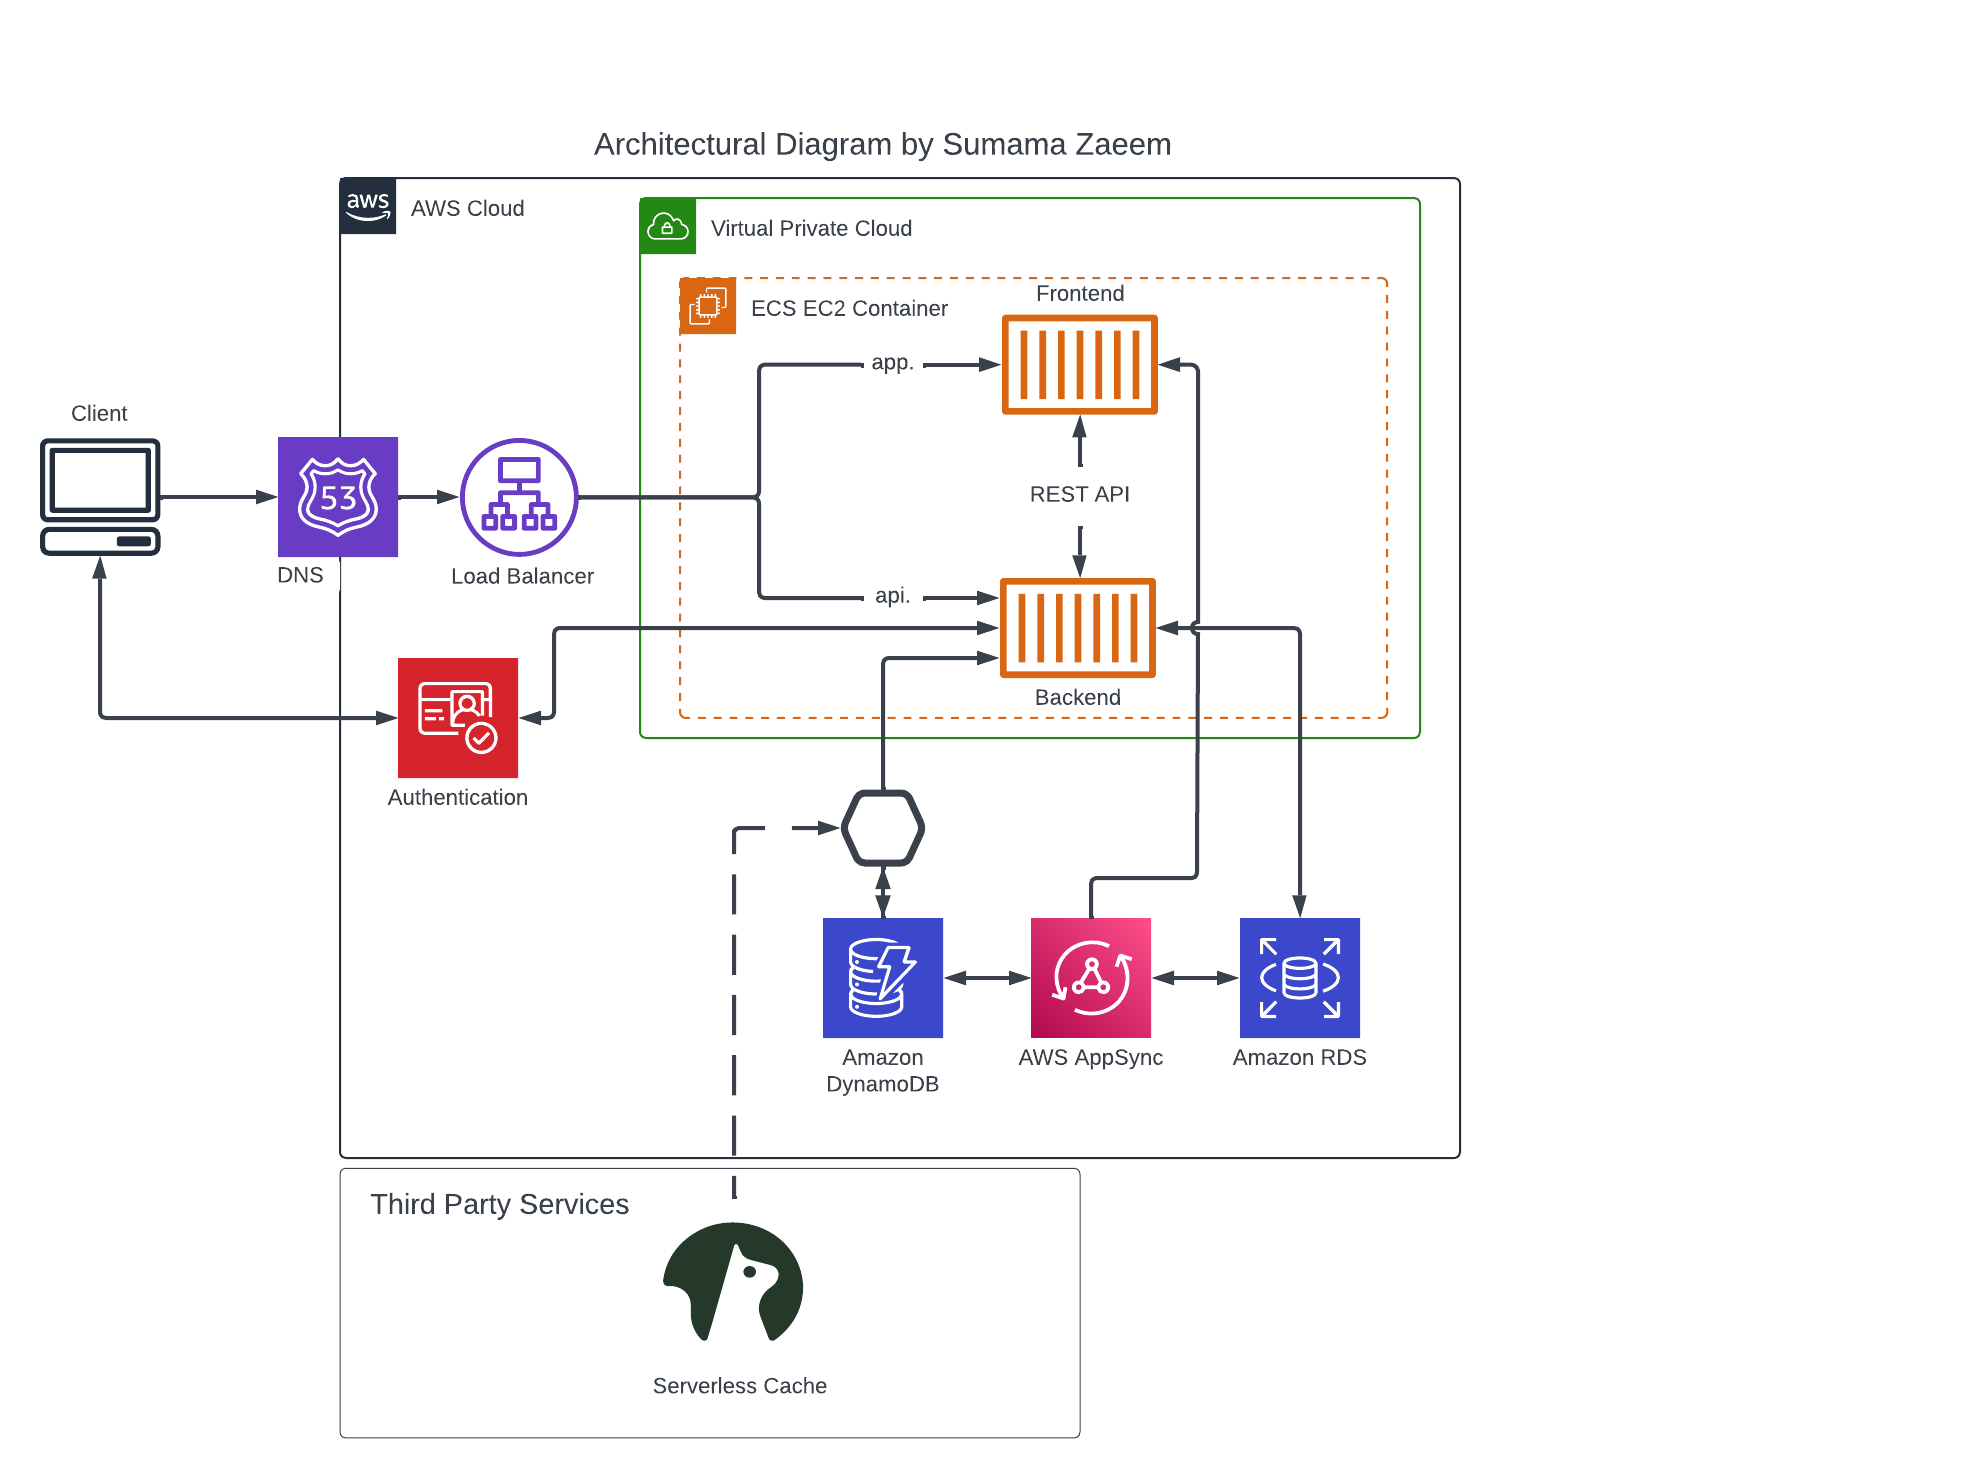 Architectural Diagram by Sumama Zaeem
aws
AWS Cloud
Virtual Private Cloud
ECS EC2 Container
Frontend
app.
Client
53
REST API
DNS
Load Balancer
api.
Backend
Authentication
Amazon
DynamoDB
AWS AppSync
Amazon RDS
Third Party Services
Serverless Cache